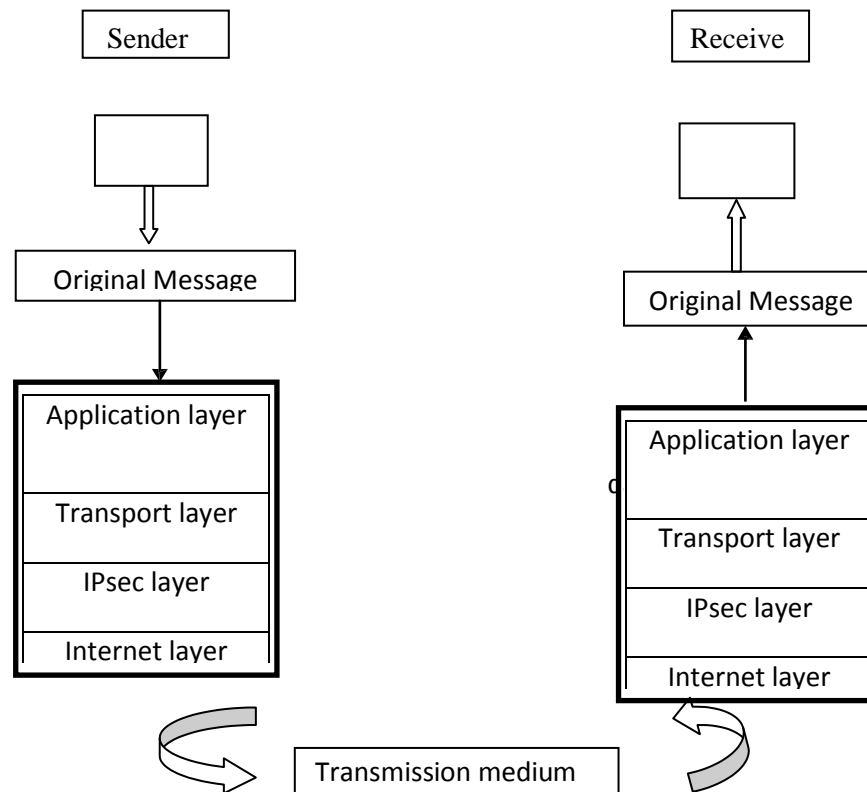 Sender
Receive
Original Message
Original Message
Application layer
Transport layer
IPsec layer
Internet layer
Application layer
Transport layer
IPsec layer
Internet layer
Transmission medium